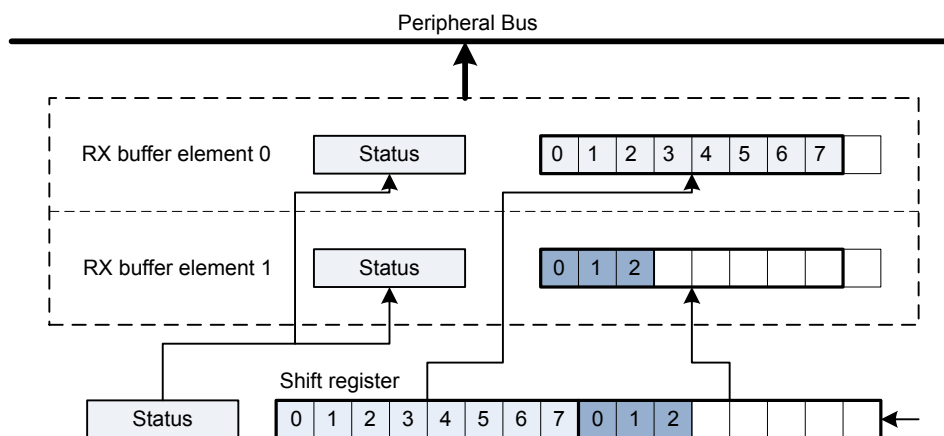 Peripheral Bus
RX buffer element 0 Status 0 1 2 3 4 5 6 7
RX buffer element 1 Status 0 1 2
Shift register
Status 0 1 2 3 4 5 6 7 0 1 2